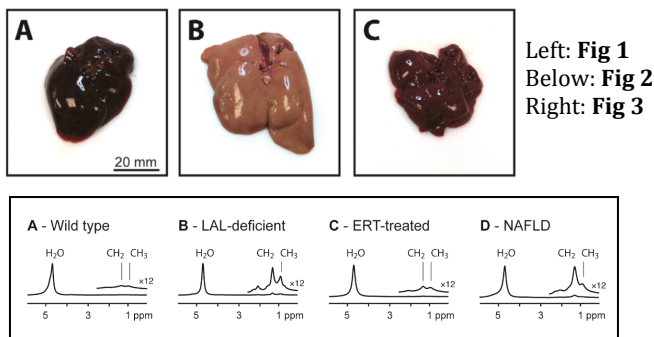 A
B
C
20 mm
Left: Fig 1
Below: Fig 2
Right: Fig 3
A - Wild type
B - LAL-deficient
C - ERT-treated
D - NAFLD
H₂O
CH₂
CH₃
×12
5
3
1 ppm
H₂O
CH₂
CH₃
×12
5
3
1 ppm
H₂O
CH₂
CH₃
×12
5
3
1 ppm
H₂O
CH₂
CH₃
×12
5
3
1 ppm